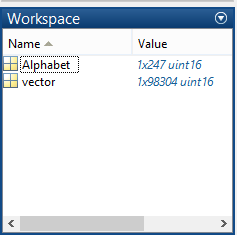 Workspace
Name Value
Alphabet 1x247 uint16
vector 1x98304 uint16